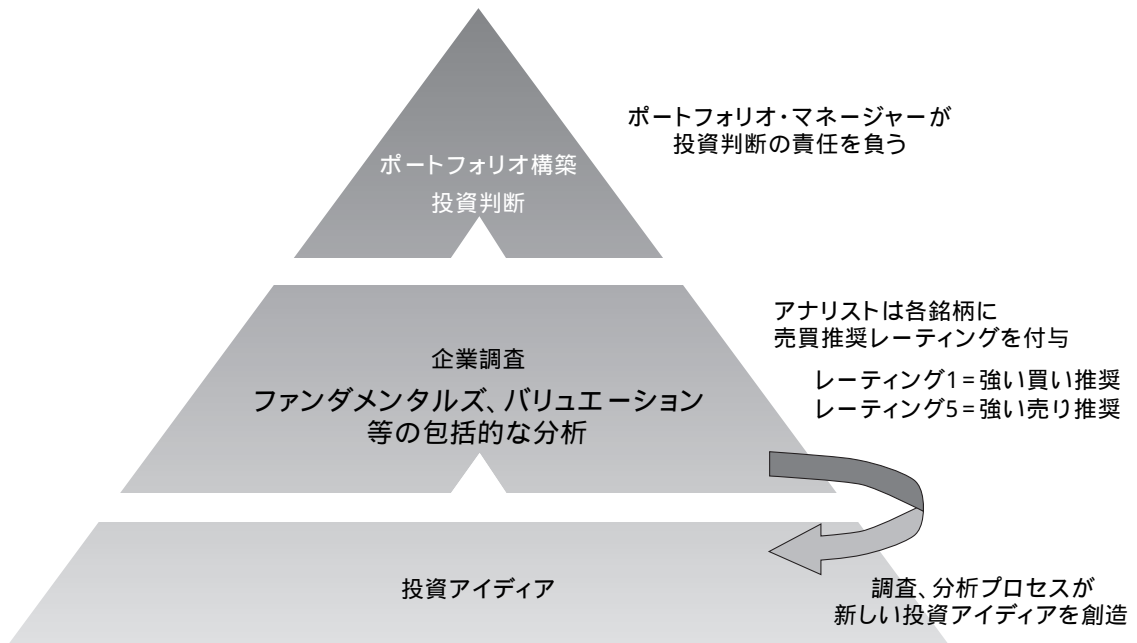 ポートフォリオ構築
投資判断
ポートフォリオ・マネージャーが
投資判断の責任を負う
企業調査
ファンダメンタルズ、バリュエーション
等の包括的な分析
アナリストは各銘柄に
売買推奨レーティングを付与
レーティング1=強い買い推奨
レーティング5=強い売り推奨
投資アイディア
調査、分析プロセスが
新しい投資アイディアを創造